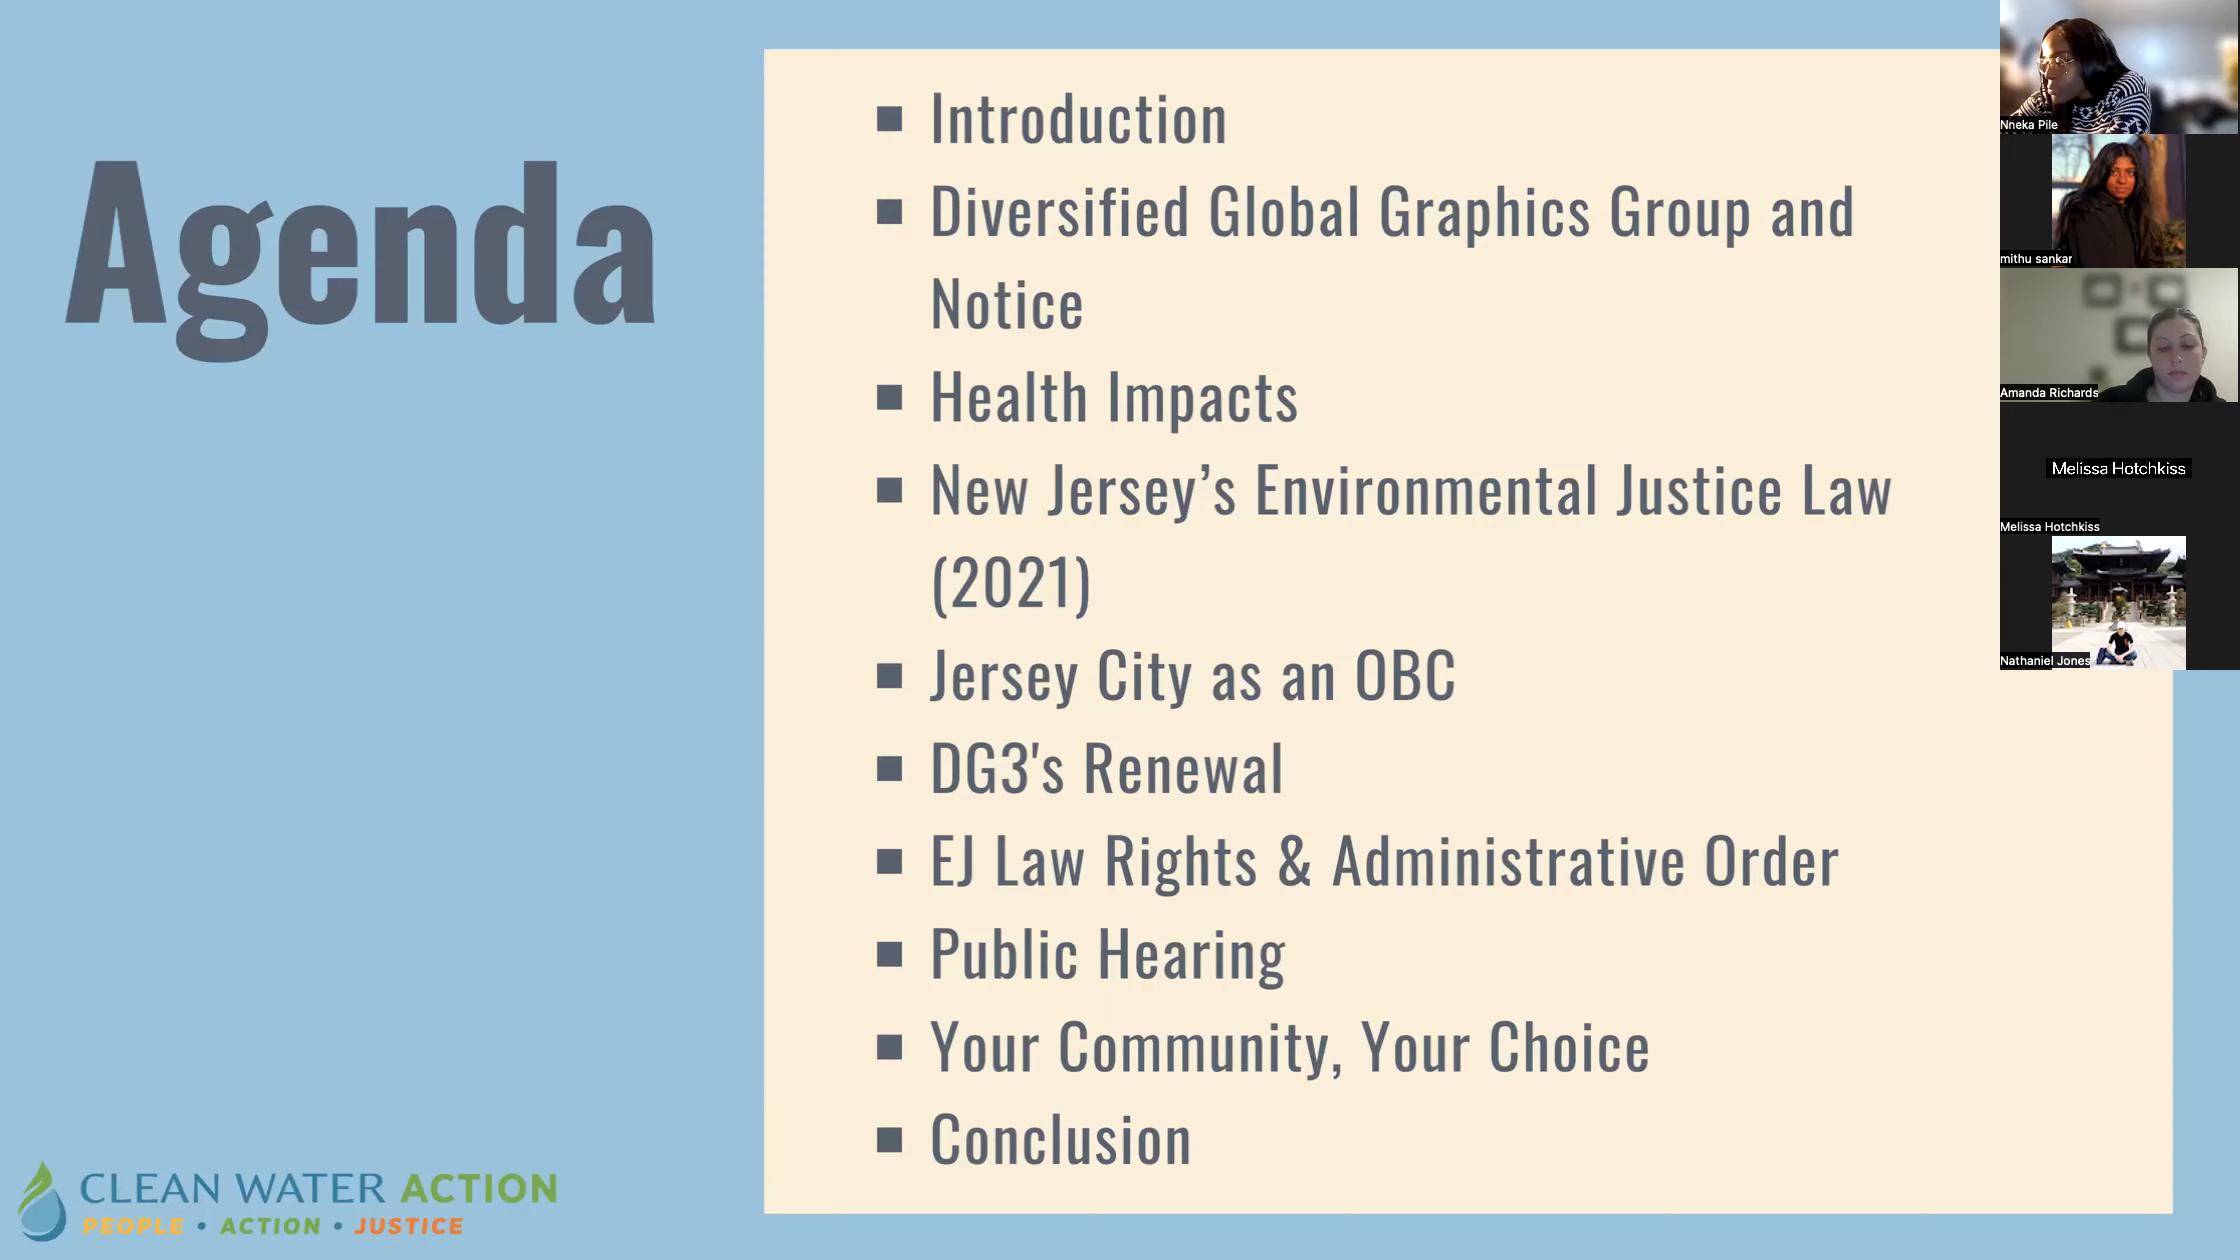 Agenda
■ Introduction
■ Diversified Global Graphics Group and
Notice
■ Health Impacts
■ New Jersey’s Environmental Justice Law
(2021)
■ Jersey City as an OBC
■ DG3's Renewal
■ EJ Law Rights & Administrative Order
■ Public Hearing
■ Your Community, Your Choice
■ Conclusion
CLEAN WATER ACTION
PEOPLE • ACTION • JUSTICE
Nneka Pile
mithu sankar
Amanda Richards
Melissa Hotchkiss
Melissa Hotchkiss
Nathaniel Jones